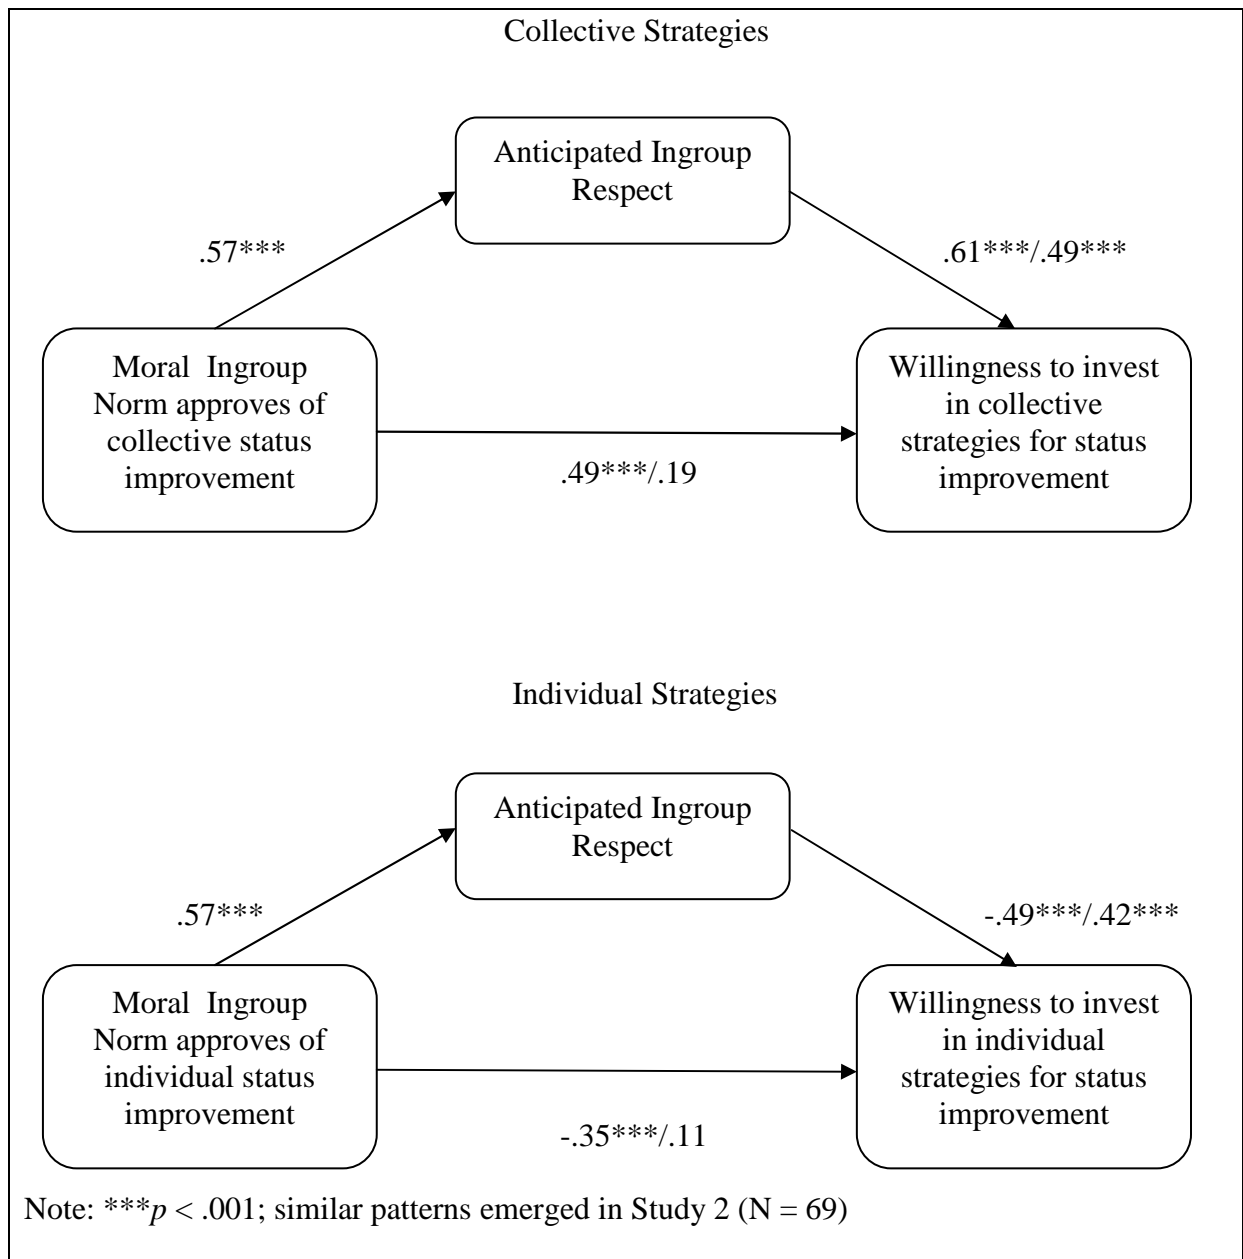 Collective Strategies
Anticipated Ingroup
Respect
.57***
.61***/.49***
Moral  Ingroup
Norm approves of
collective status
improvement
Willingness to invest
in collective
strategies for status
improvement
.49***/.19
Individual Strategies
Anticipated Ingroup
Respect
.57***
-.49***/.42***
Moral  Ingroup
Norm approves of
individual status
improvement
Willingness to invest
in individual
strategies for status
improvement
-.35***/.11
Note: ***p < .001; similar patterns emerged in Study 2 (N = 69)